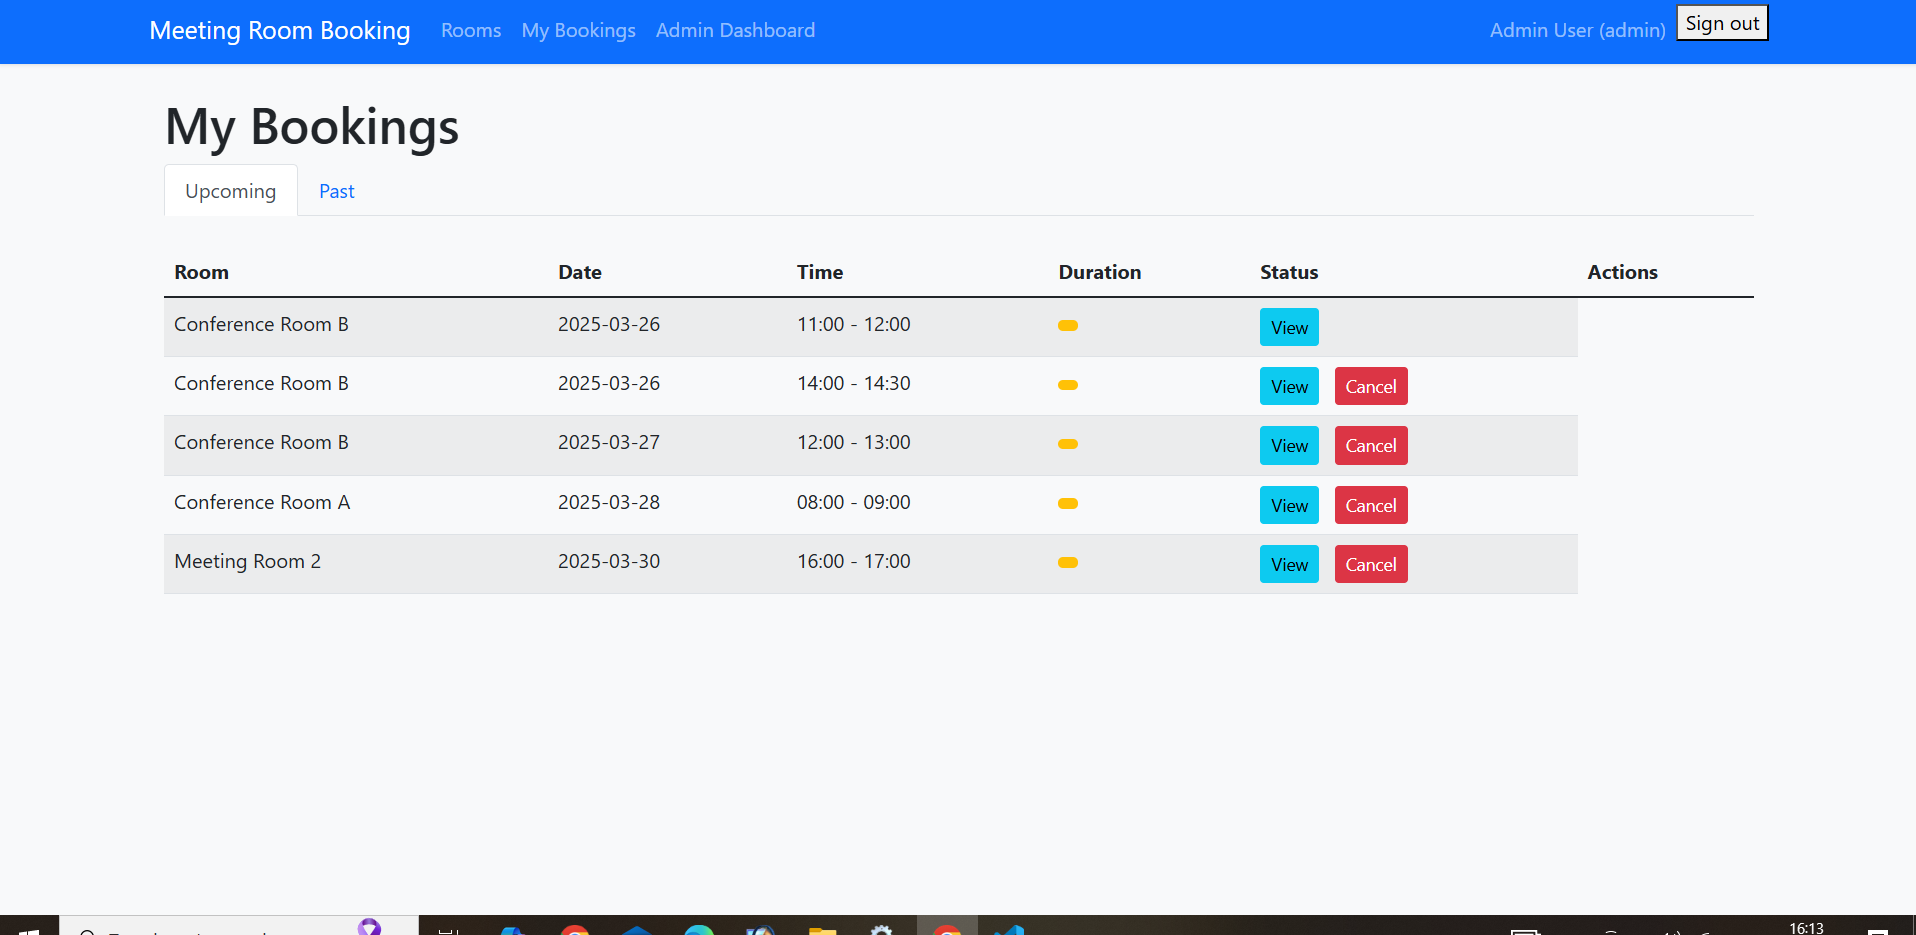 Meeting Room Booking Rooms My Bookings Admin Dashboard Admin User (admin) Sign out
My Bookings
Upcoming Past
Room Date Time Duration Status Actions
Conference Room B 2025-03-26 11:00 - 12:00 View
Conference Room B 2025-03-26 14:00 - 14:30 View Cancel
Conference Room B 2025-03-27 12:00 - 13:00 View Cancel
Conference Room A 2025-03-28 08:00 - 09:00 View Cancel
Meeting Room 2 2025-03-30 16:00 - 17:00 View Cancel
16:13